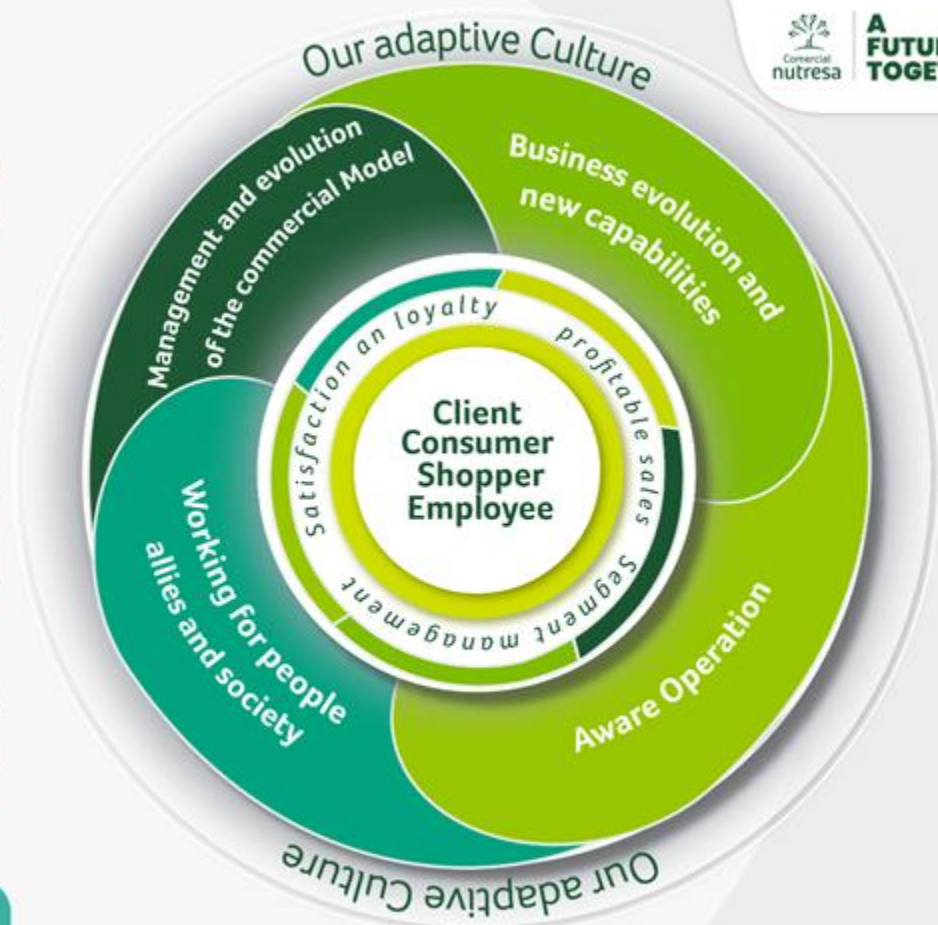 Our adaptive Culture
Comercial
nutresa
A
TOGE
Management and evolution
of the commercial Model
Business evolution and
new capabilities
Satisfaction an loyalty
profitable sales
Segment management
Client
Consumer
Shopper
Employee
Working for people
allies and society
Aware Operation
Our adaptive Culture